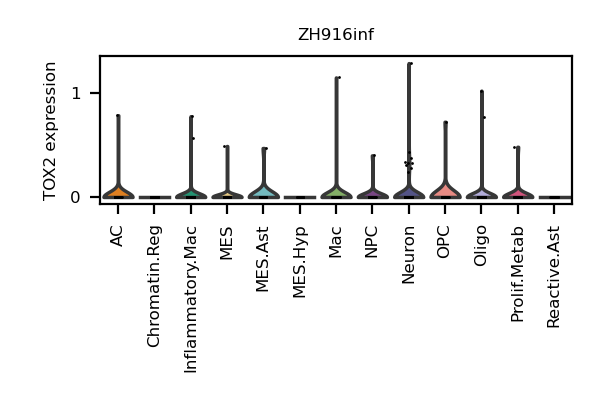 ZH916inf
TOX2 expression
1
0
AC
Chromatin.Reg
Inflammatory.Mac
MES
MES.Ast
MES.Hyp
Mac
NPC
Neuron
OPC
Oligo
Prolif.Metab
Reactive.Ast